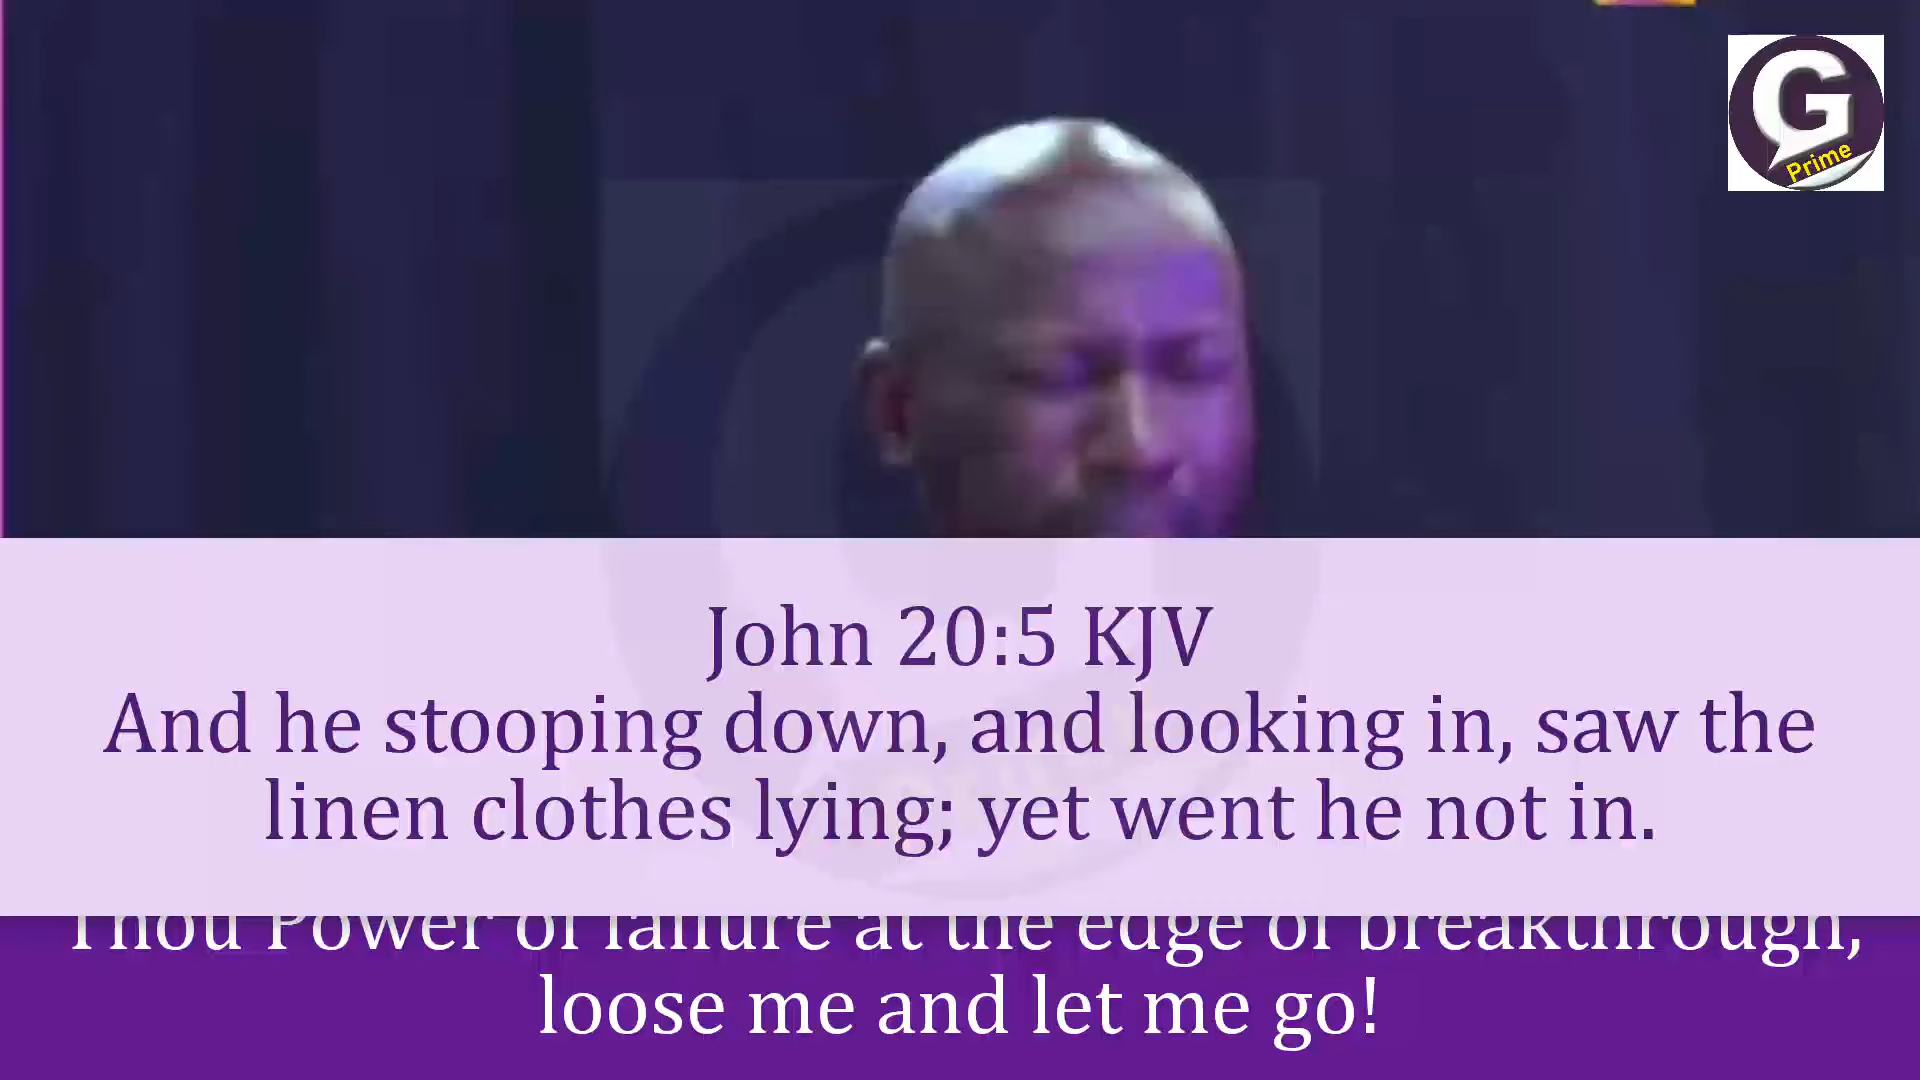 G
Prime
John 20:5 KJV
And he stooping down, and looking in, saw the
linen clothes lying; yet went he not in.
Thou Power of failure at the edge of breakthrough,
loose me and let me go!